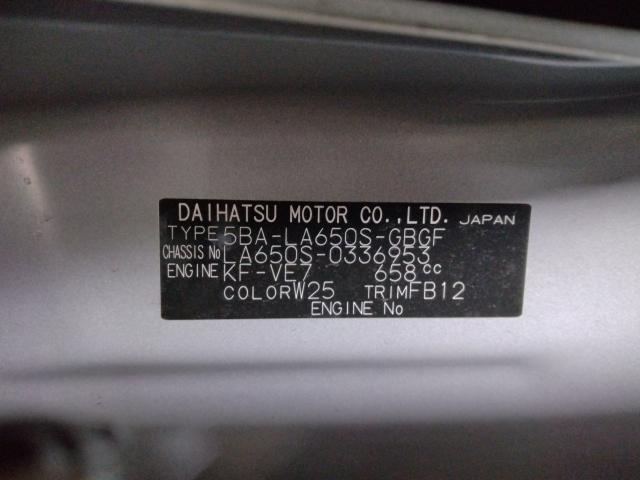 DAIHATSU MOTOR CO.,LTD. JAPAN
TYPE 5BA-LA650S-GBGF
CHASSIS No LA650S-0336953
ENGINE KF-VE7 658cc
COLOR W25 TRIM FB12
ENGINE No